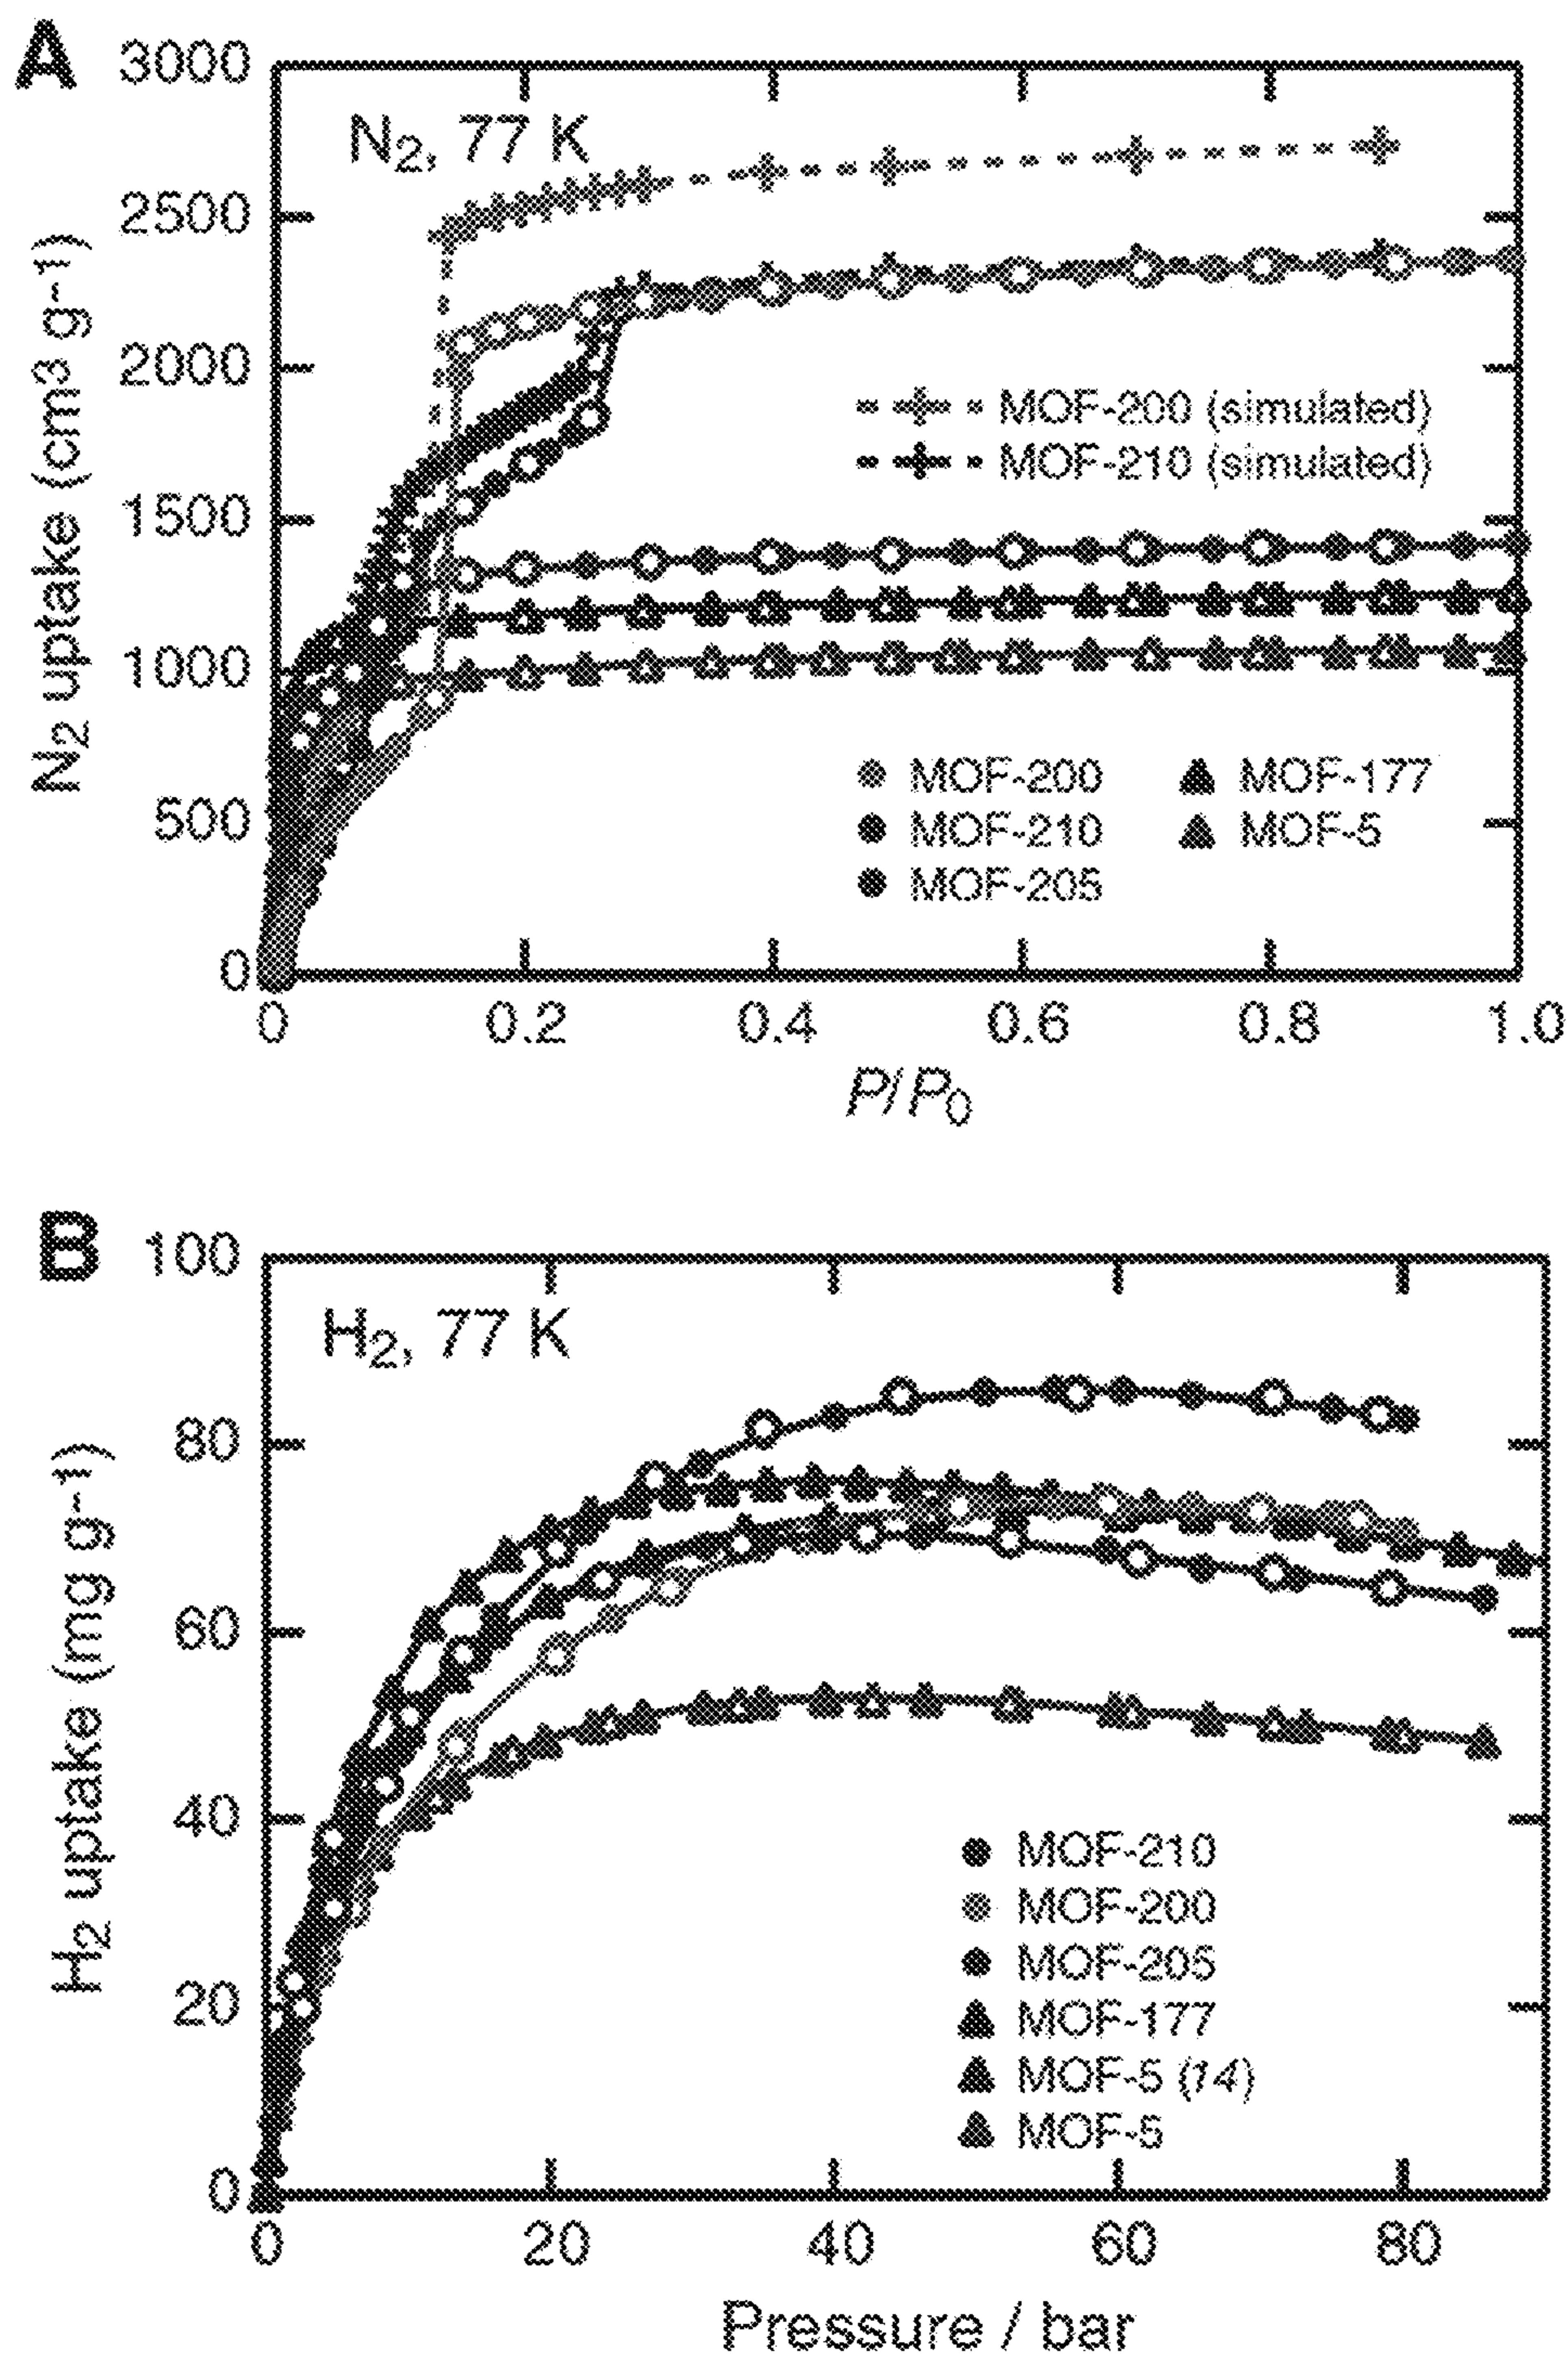 A
3000
N2, 77 K
2500
2000
1500
1000
500
0
N2 uptake (cm3 g-1)
MOF-200 (simulated)
MOF-210 (simulated)
MOF-200
MOF-177
MOF-210
MOF-5
MOF-205
0 0.2 0.4 0.6 0.8 1.0
P/P0
B
100
H2, 77 K
80
60
40
20
0
H2 uptake (mg g-1)
MOF-210
MOF-200
MOF-205
MOF-177
MOF-5 (14)
MOF-5
0 20 40 60 80
Pressure / bar